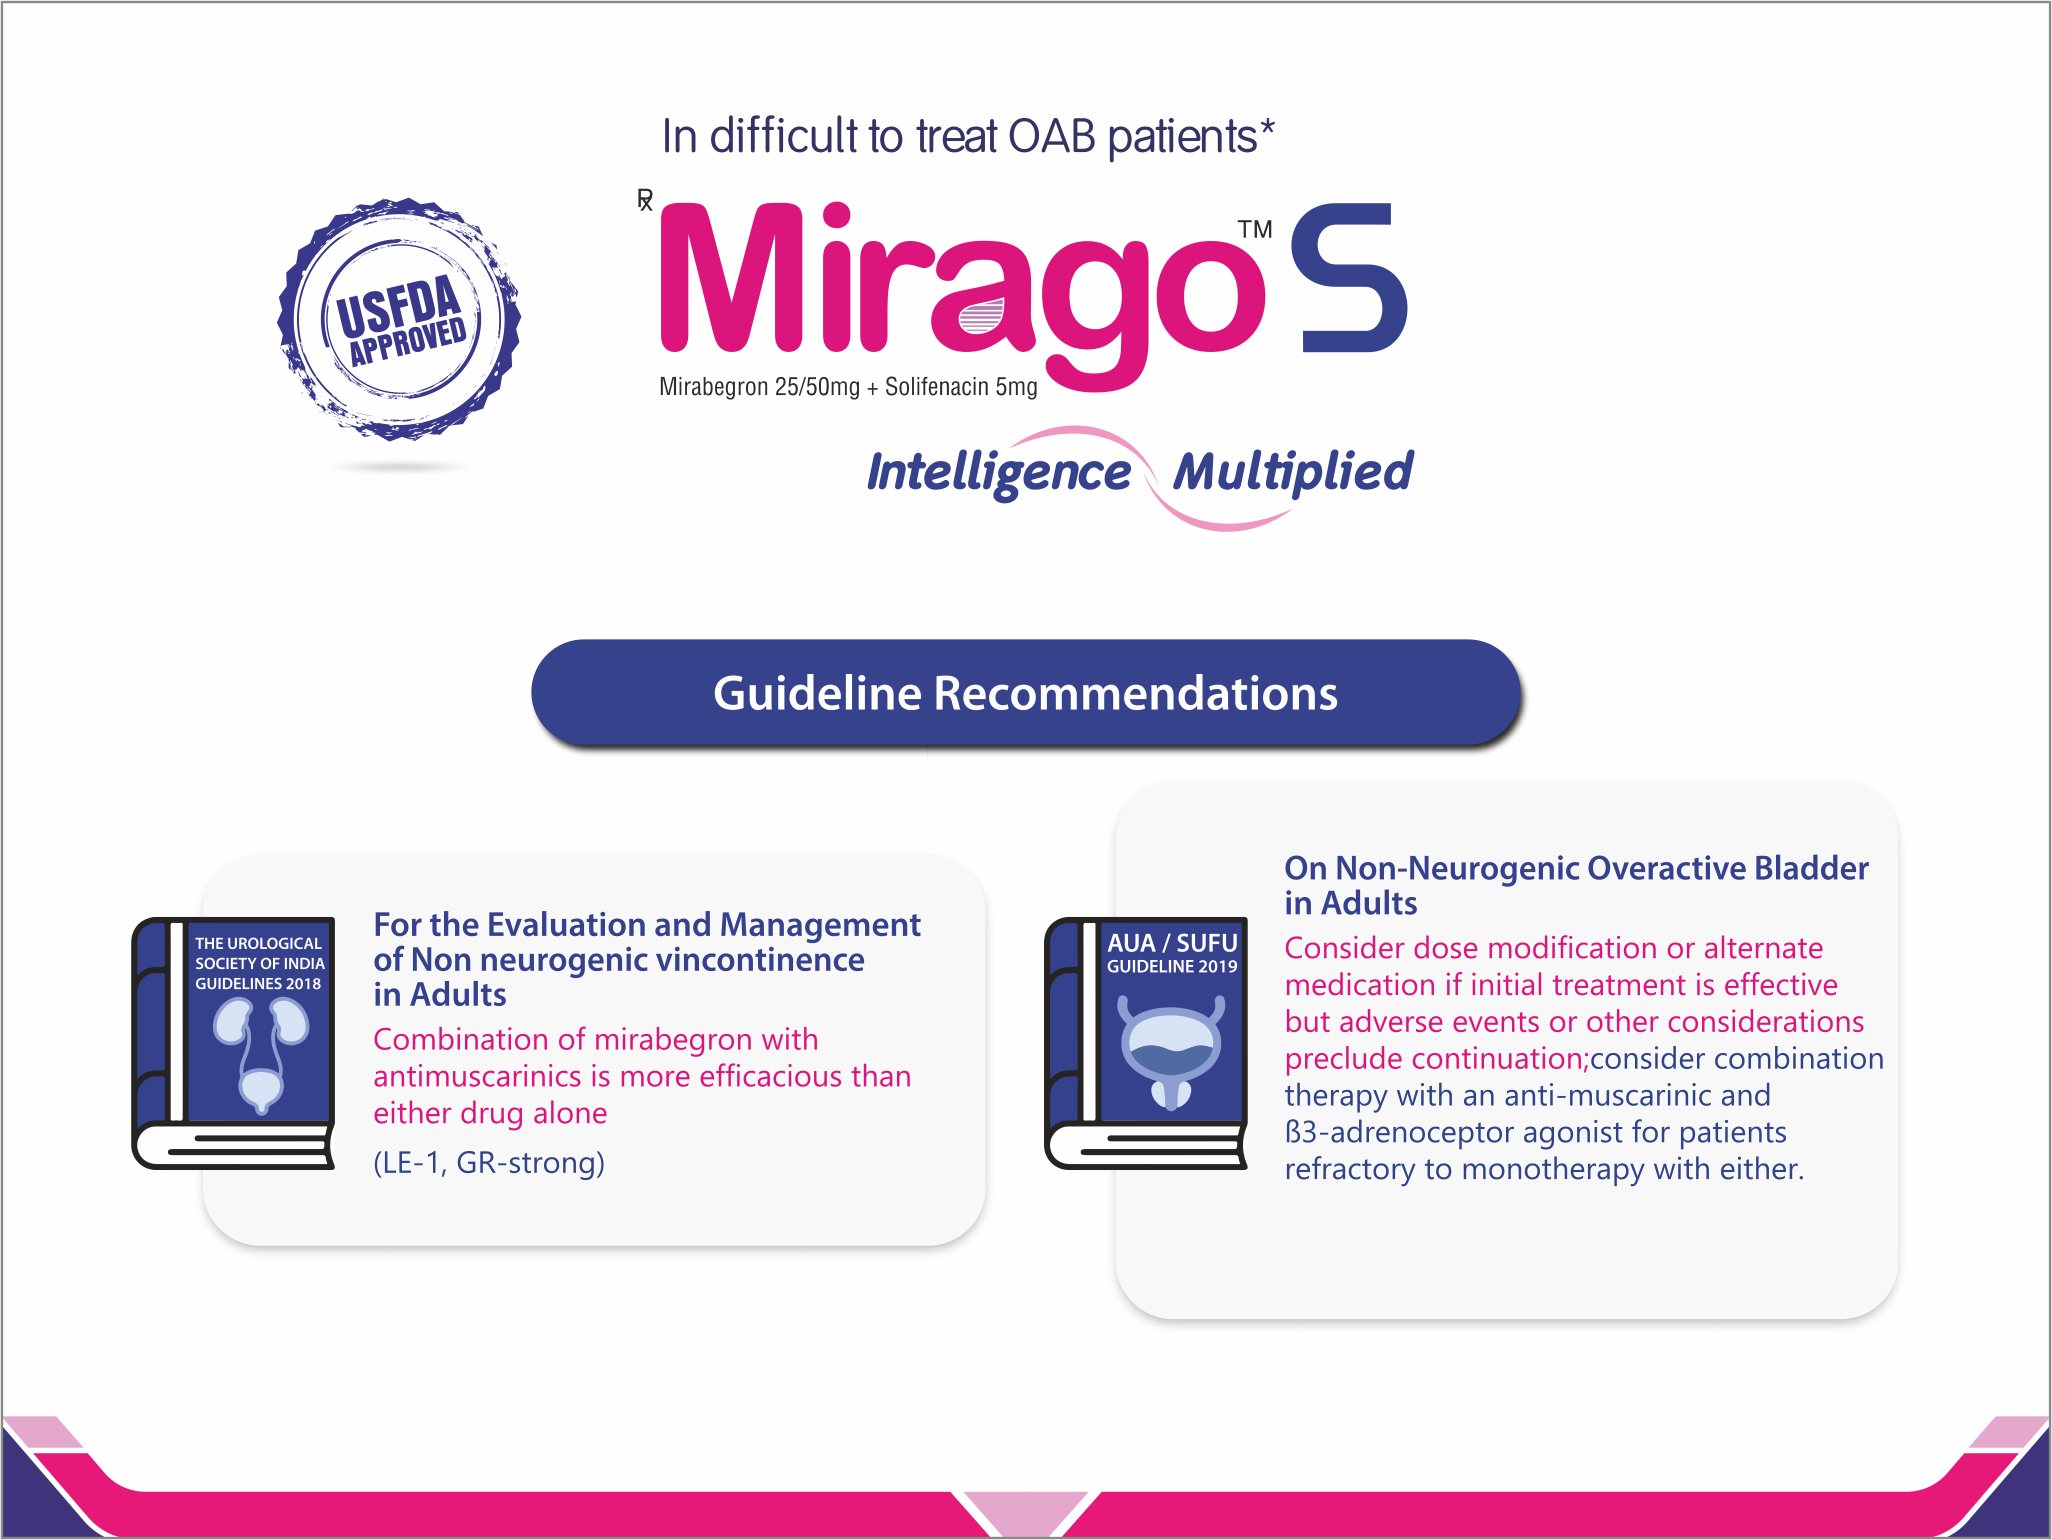 In difficult to treat OAB patients*
Rx Mirago™ S
Mirabegron 25/50mg + Solifenacin 5mg
Intelligence Multiplied
USFDA
APPROVED
Guideline Recommendations
THE UROLOGICAL
SOCIETY OF INDIA
GUIDELINES 2018
For the Evaluation and Management
of Non neurogenic vincontinence
in Adults
Combination of mirabegron with
antimuscarinics is more efficacious than
either drug alone
(LE-1, GR-strong)
AUA / SUFU
GUIDELINE 2019
On Non-Neurogenic Overactive Bladder
in Adults
Consider dose modification or alternate
medication if initial treatment is effective
but adverse events or other considerations
preclude continuation;consider combination
therapy with an anti-muscarinic and
ß3-adrenoceptor agonist for patients
refractory to monotherapy with either.